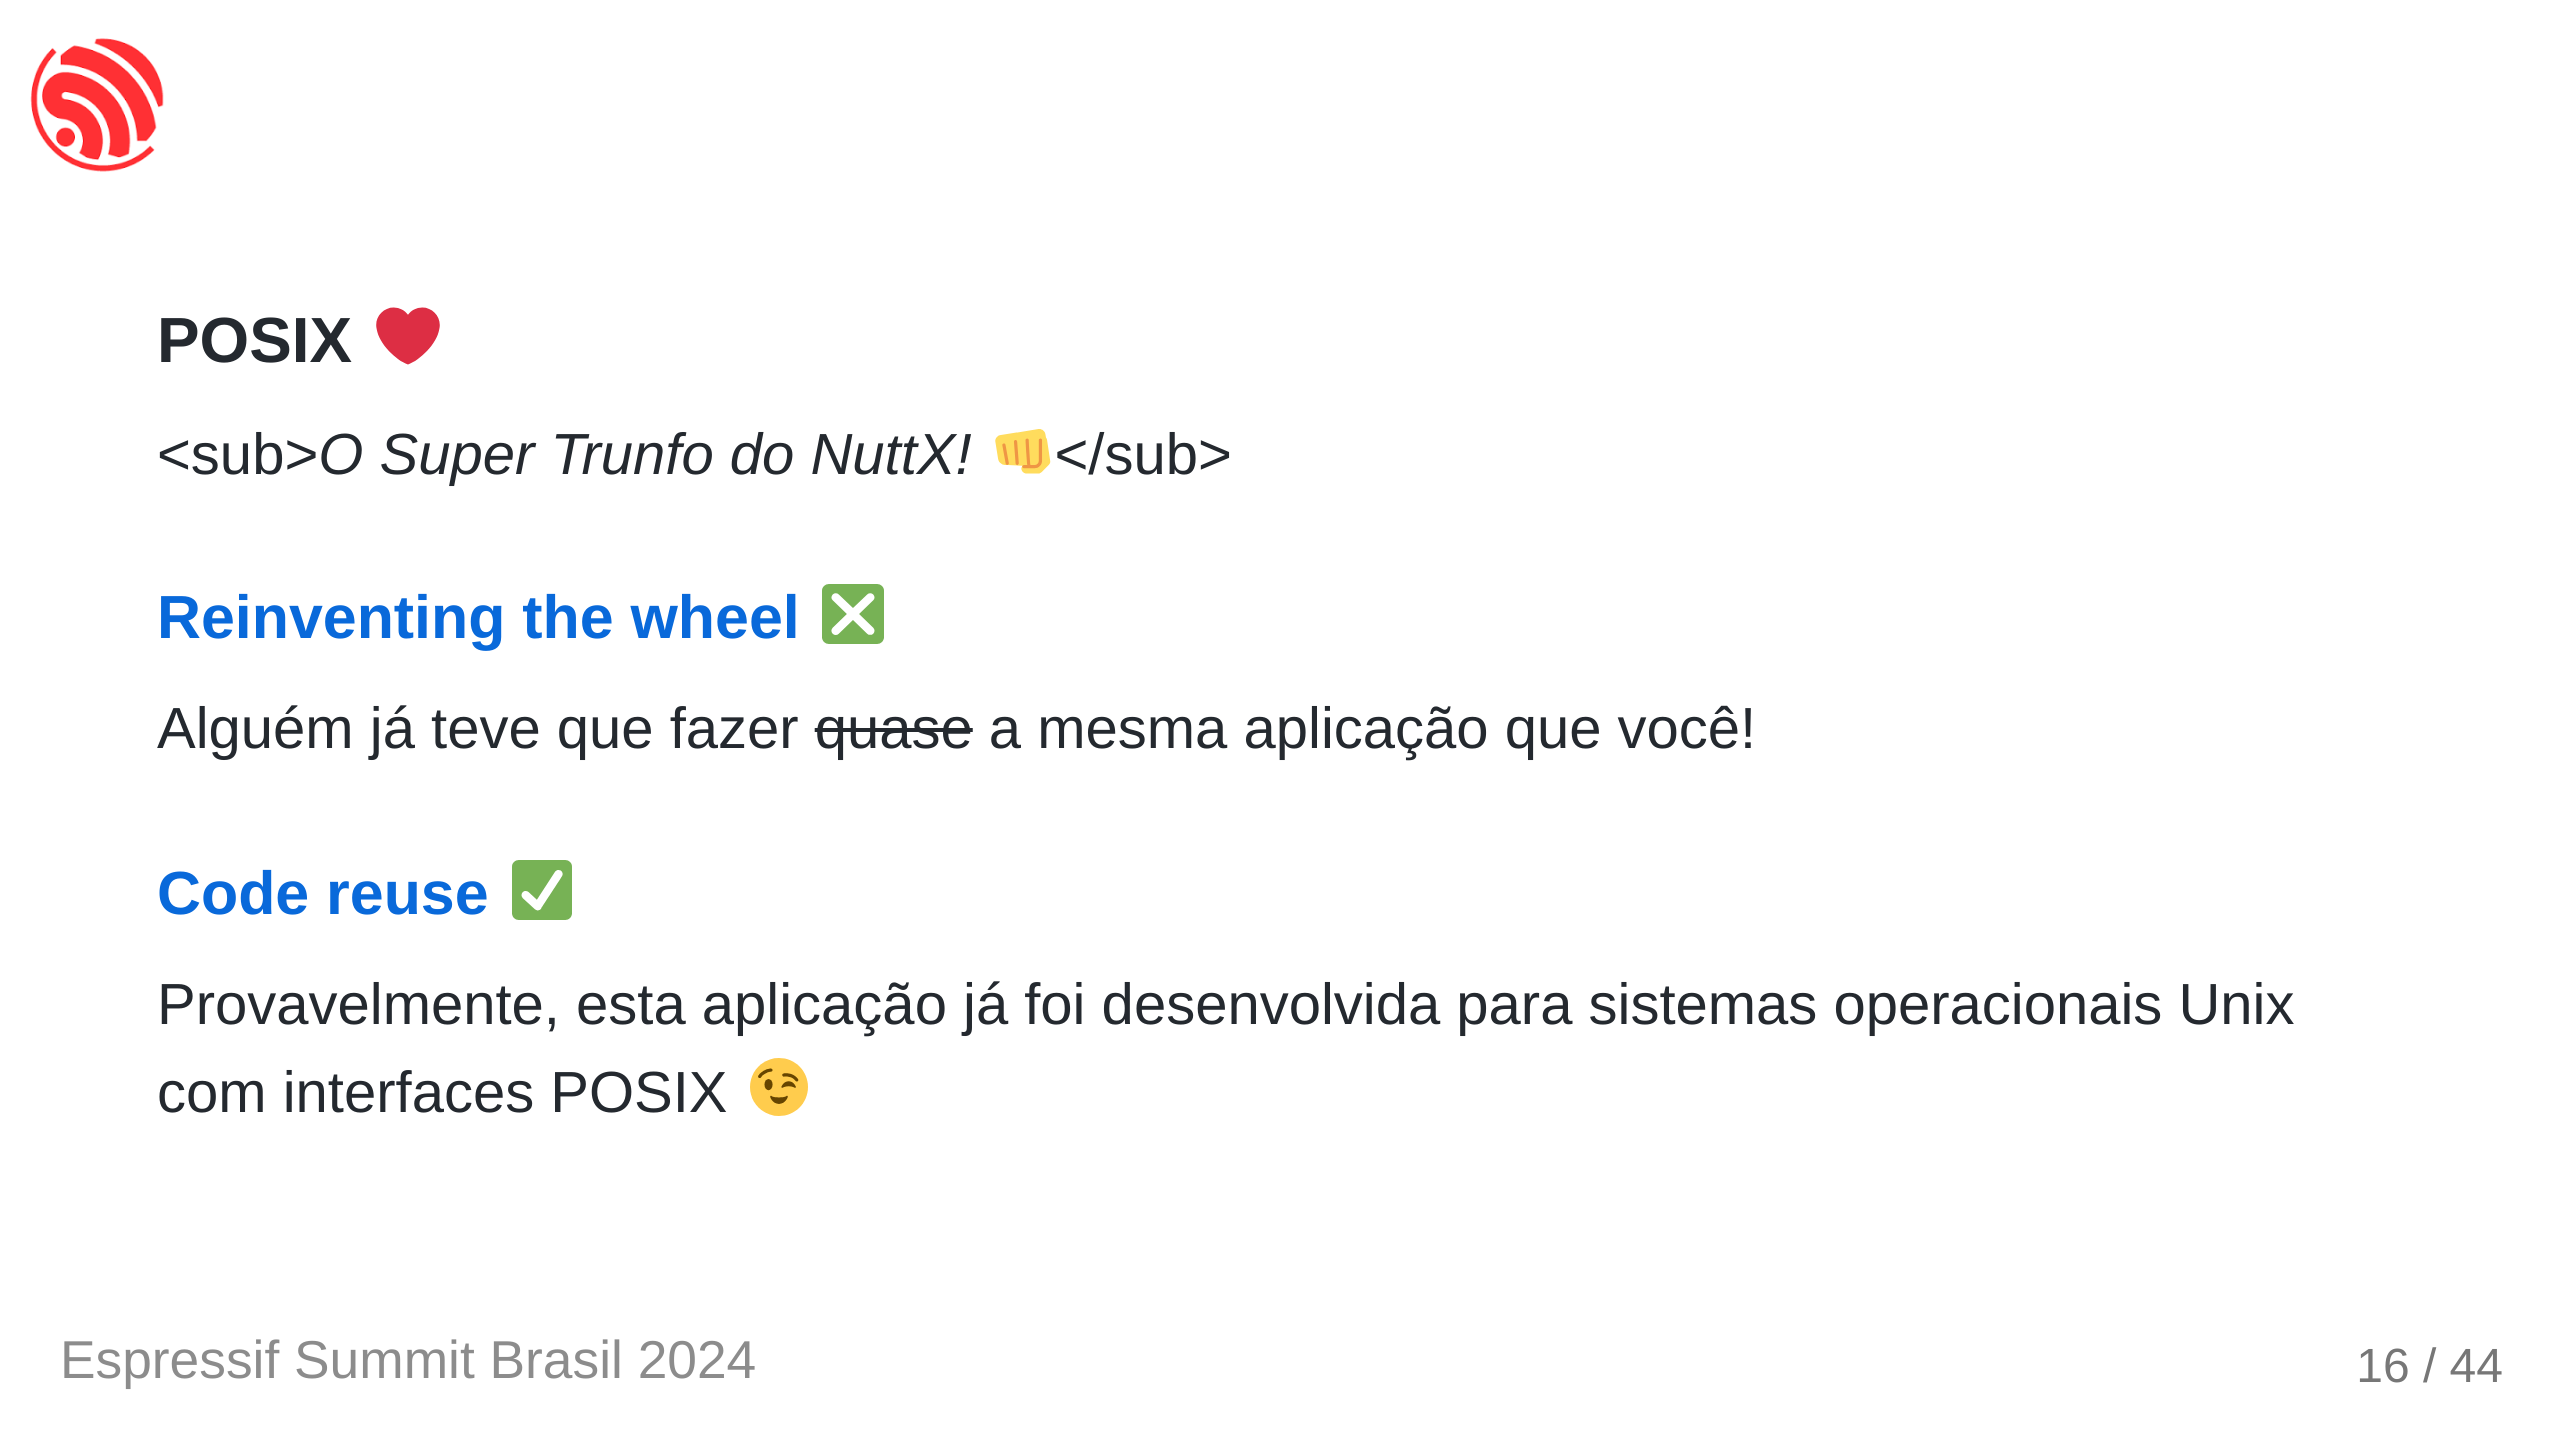 POSIX ❤️
<sub>O Super Trunfo do NuttX! 👊</sub>
Reinventing the wheel ❎
Alguém já teve que fazer quase a mesma aplicação que você!
Code reuse ✅
Provavelmente, esta aplicação já foi desenvolvida para sistemas operacionais Unix
com interfaces POSIX 😉
Espressif Summit Brasil 2024
16 / 44